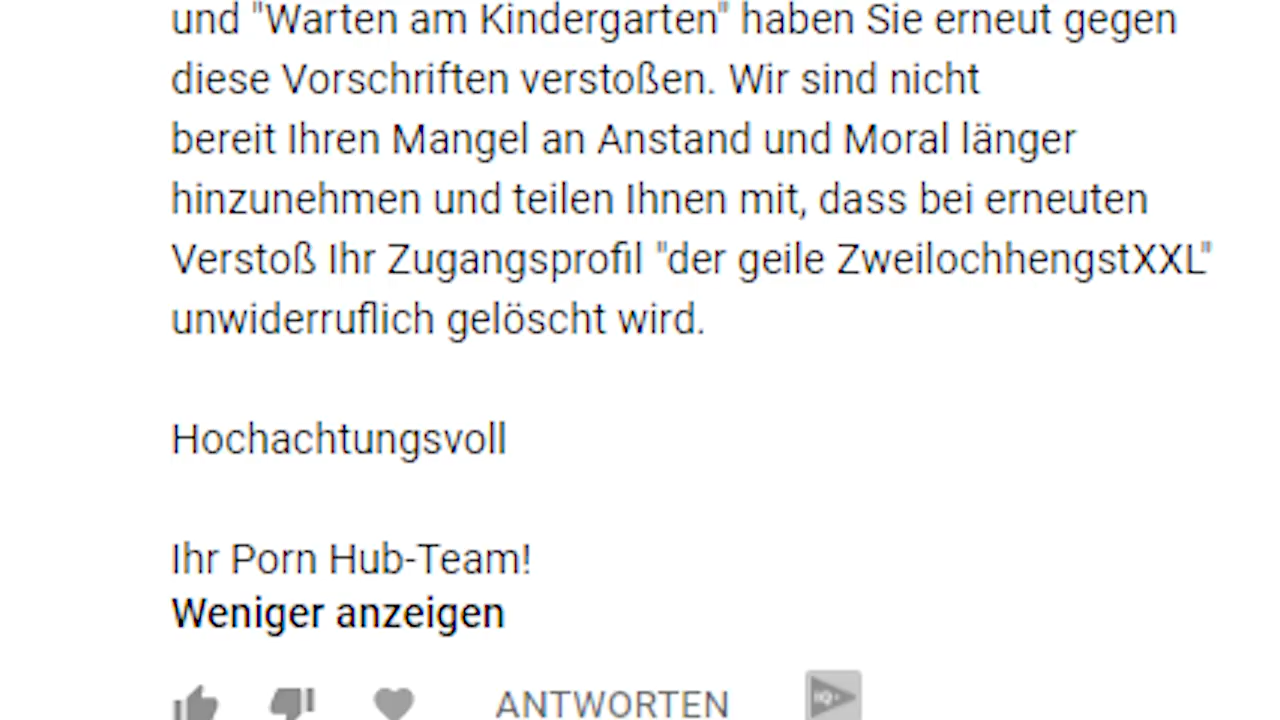 und "Warten am Kindergarten" haben Sie erneut gegen
diese Vorschriften verstoßen. Wir sind nicht
bereit Ihren Mangel an Anstand und Moral länger
hinzunehmen und teilen Ihnen mit, dass bei erneuten
Verstoß Ihr Zugangsprofil "der geile ZweilochhengstXXL"
unwiderruflich gelöscht wird.
Hochachtungsvoll
Ihr Porn Hub-Team!
Weniger anzeigen
ANTWORTEN